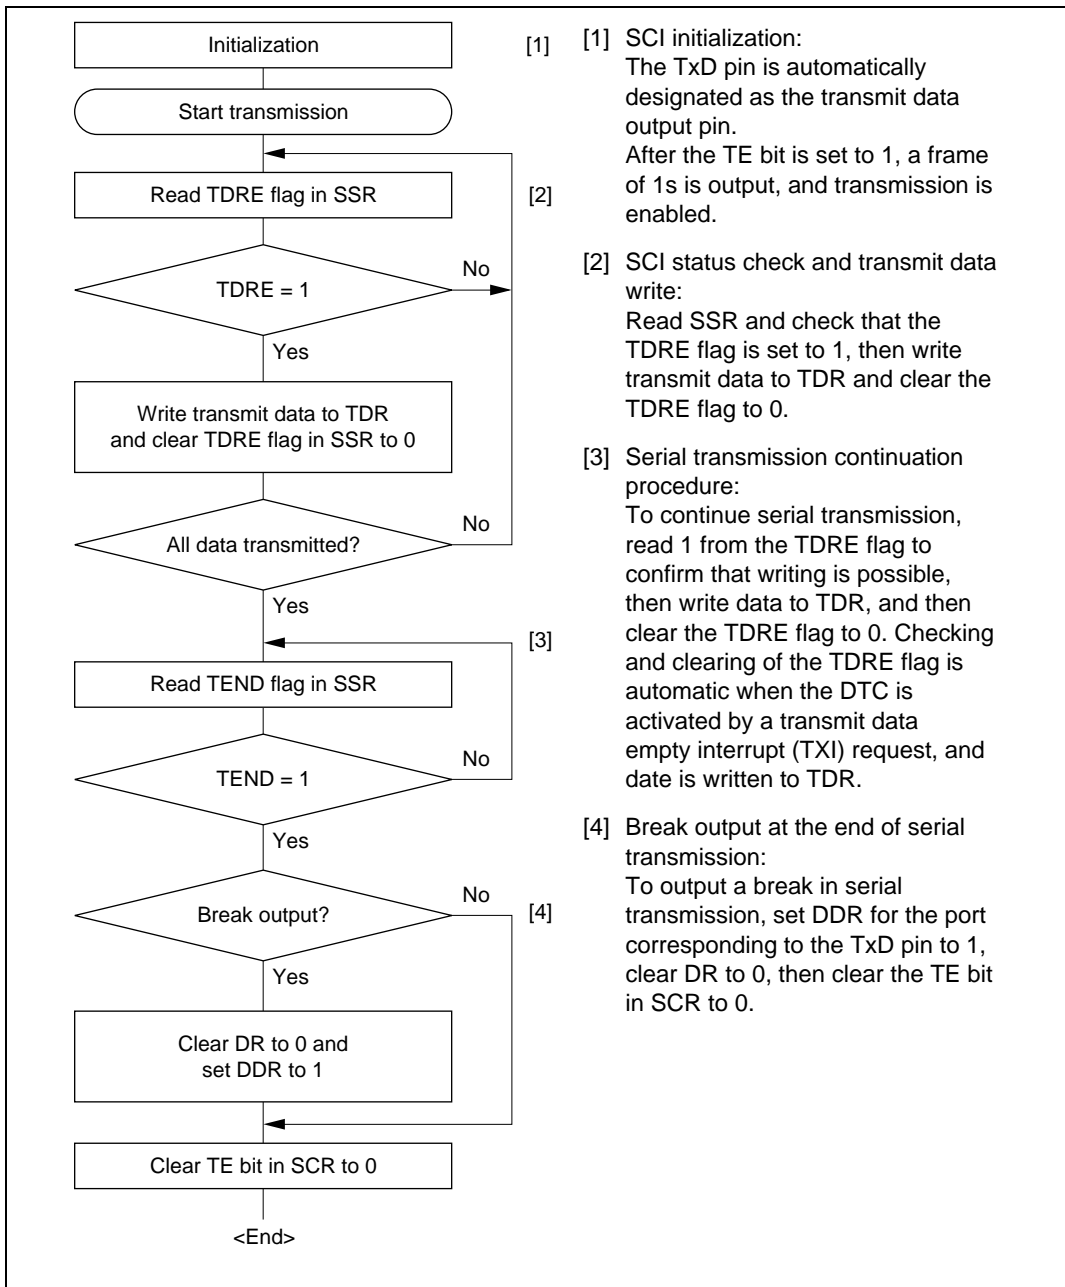 Initialization
[1]
Start transmission
Read TDRE flag in SSR
[2]
TDRE = 1
No
Yes
Write transmit data to TDR
and clear TDRE flag in SSR to 0
All data transmitted?
No
Yes
[3]
Read TEND flag in SSR
TEND = 1
No
Yes
Break output?
No
[4]
Yes
Clear DR to 0 and
set DDR to 1
Clear TE bit in SCR to 0
<End>
[1] SCI initialization:
The TxD pin is automatically
designated as the transmit data
output pin.
After the TE bit is set to 1, a frame
of 1s is output, and transmission is
enabled.
[2] SCI status check and transmit data
write:
Read SSR and check that the
TDRE flag is set to 1, then write
transmit data to TDR and clear the
TDRE flag to 0.
[3] Serial transmission continuation
procedure:
To continue serial transmission,
read 1 from the TDRE flag to
confirm that writing is possible,
then write data to TDR, and then
clear the TDRE flag to 0. Checking
and clearing of the TDRE flag is
automatic when the DTC is
activated by a transmit data
empty interrupt (TXI) request, and
date is written to TDR.
[4] Break output at the end of serial
transmission:
To output a break in serial
transmission, set DDR for the port
corresponding to the TxD pin to 1,
clear DR to 0, then clear the TE bit
in SCR to 0.